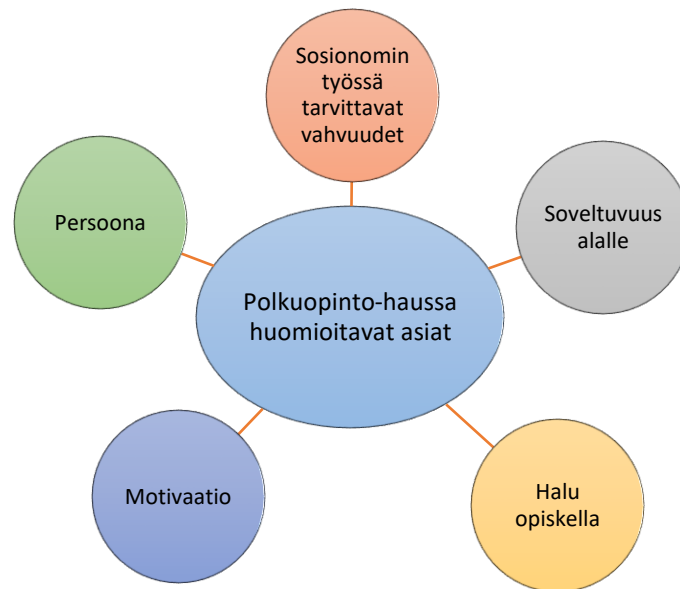 Sosionomin
työssä
tarvittavat
vahvuudet
Persoona
Soveltuvuus
alalle
Polkuopinto-haussa
huomioitavat asiat
Motivaatio
Halu
opiskella